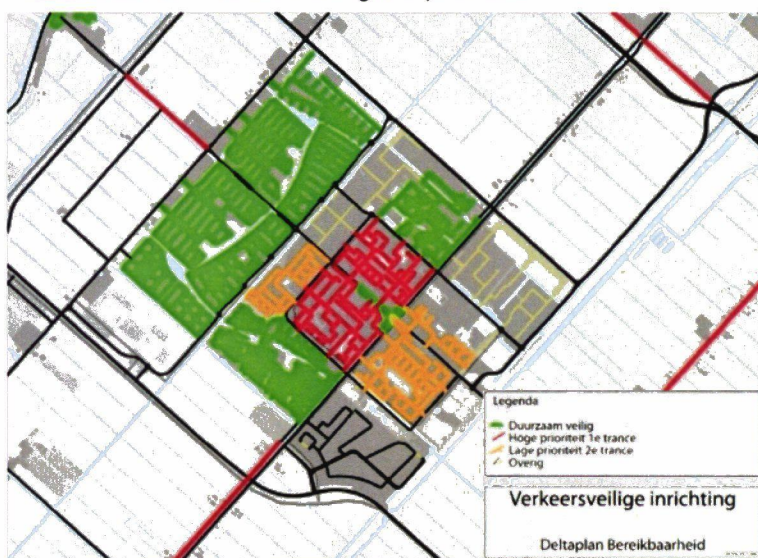 Legenda
Duurzaam veilig
Hoge prioriteit 1e trance
Lage prioriteit 2e trance
Overig
Verkeersveilige inrichting
Deltaplan Bereikbaarheid